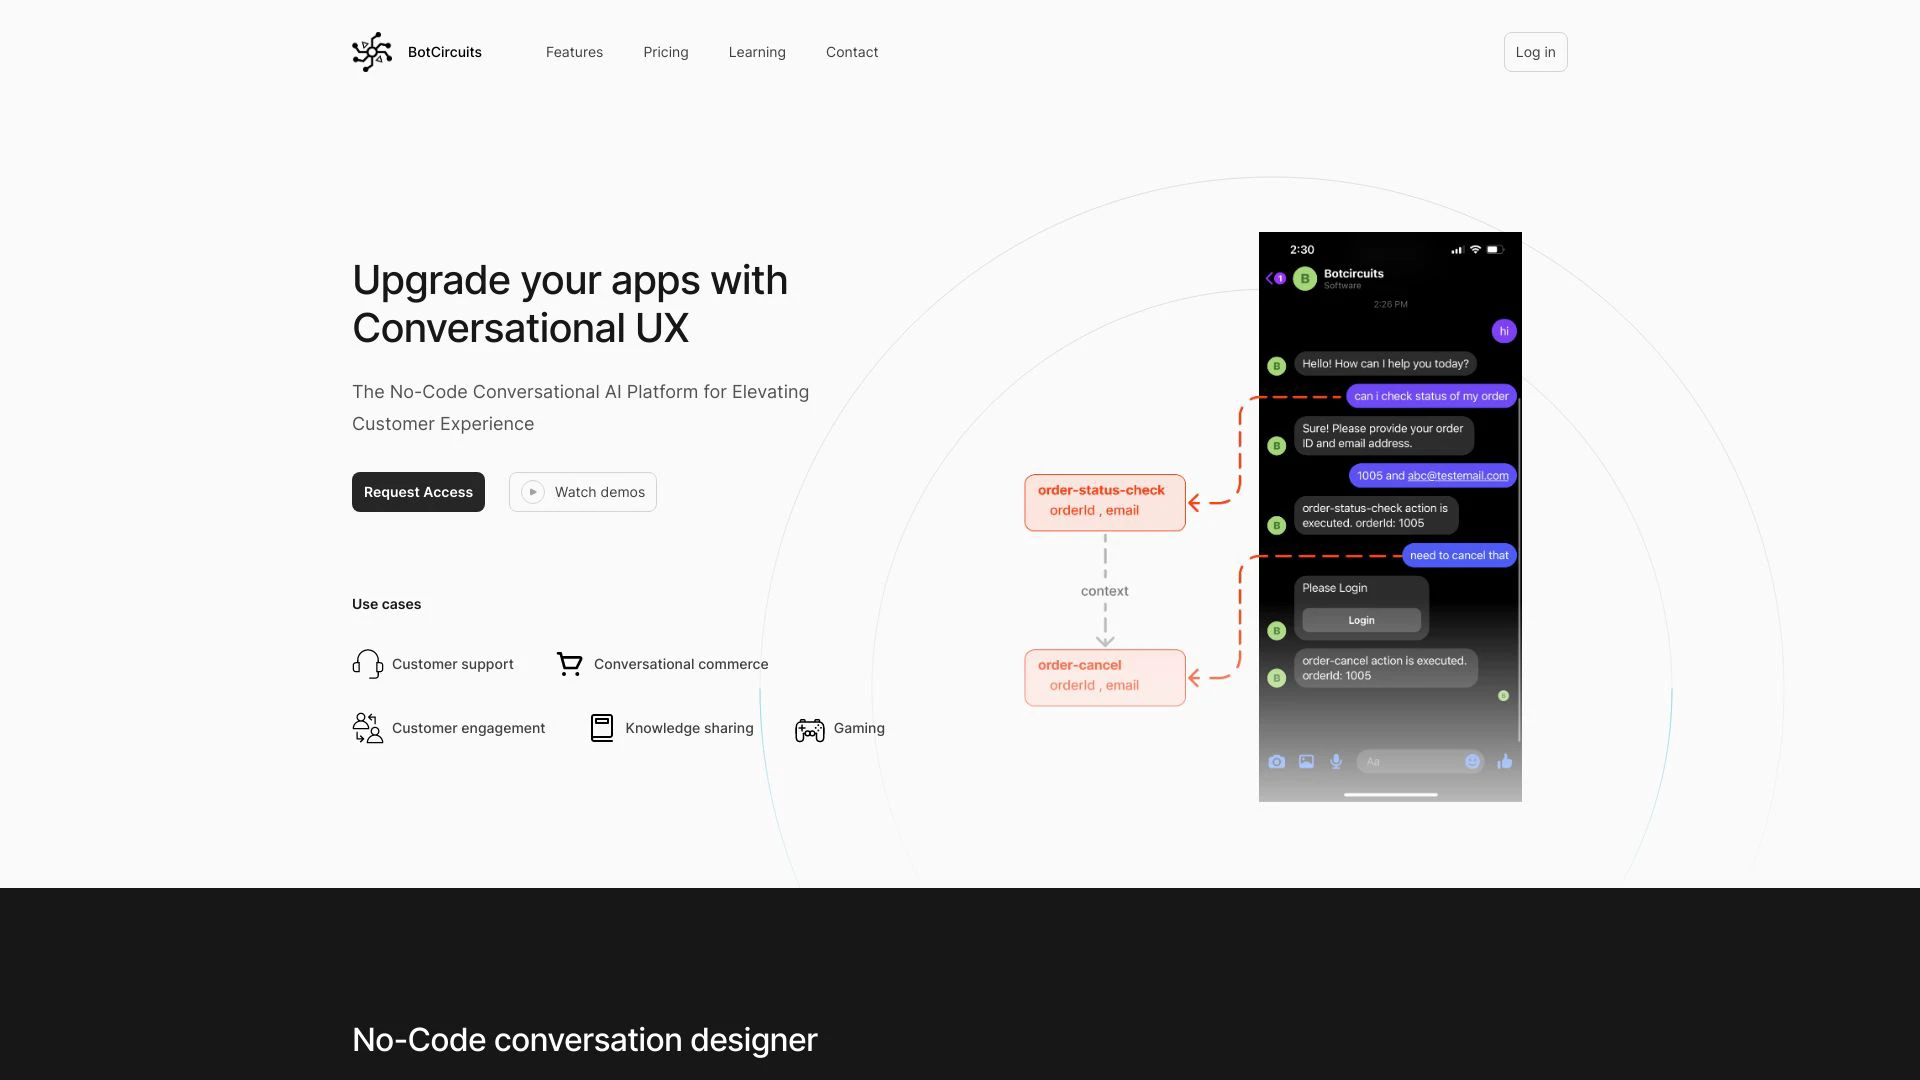 BotCircuits
Features
Pricing
Learning
Contact
Log in
Upgrade your apps with
Conversational UX
The No-Code Conversational AI Platform for Elevating
Customer Experience
Request Access
Watch demos
Use cases
Customer support
Conversational commerce
Customer engagement
Knowledge sharing
Gaming
order-status-check
orderId , email
context
order-cancel
orderId , email
2:30
1
B
Botcircuits
Software
2:26 PM
hi
B
Hello! How can I help you today?
can i check status of my order
Sure! Please provide your order
ID and email address.
B
1005 and abc@testemail.com
order-status-check action is
executed. orderId: 1005
B
need to cancel that
Please Login
Login
B
order-cancel action is executed.
orderId: 1005
B
B
Aa
No-Code conversation designer